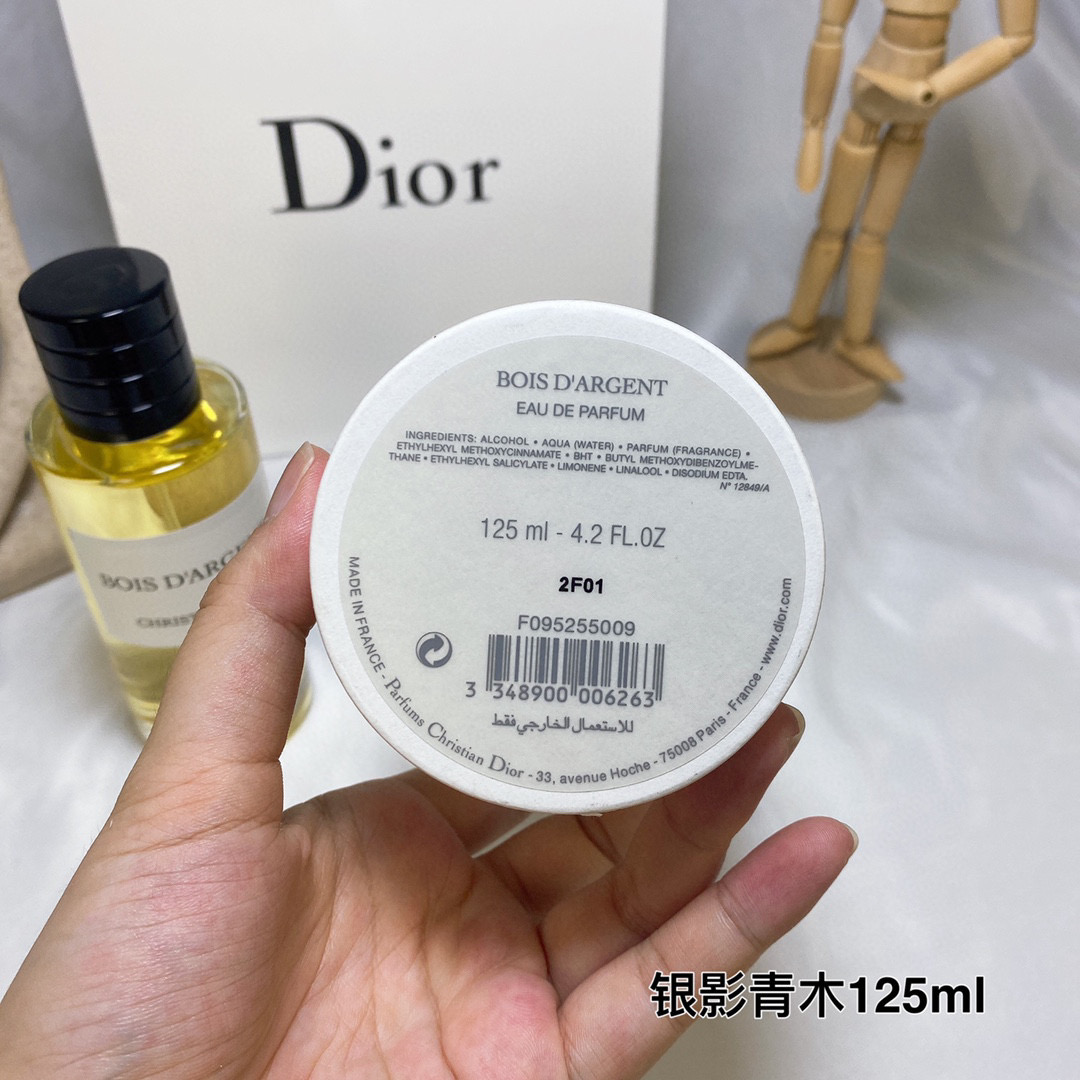 Dior
BOIS D'ARGENT
EAU DE PARFUM
INGREDIENTS: ALCOHOL • AQUA (WATER) • PARFUM (FRAGRANCE) •
ETHYLHEXYL METHOXYCINNAMATE • BHT • BUTYL METHOXYDIBENZOYLME-
THANE • ETHYLHEXYL SALICYLATE • LIMONENE • LINALOOL • DISODIUM EDTA.
N° 12849/A
125 ml - 4.2 FL.OZ
2F01
F095255009
3 348900 006263
للاستعمال الخارجي فقط
MADE IN FRANCE - Parfums Christian Dior - 33, avenue Hoche - 75008 Paris - France - www.dior.com
BOIS D'ARGE
CHRIST
银影青木125ml